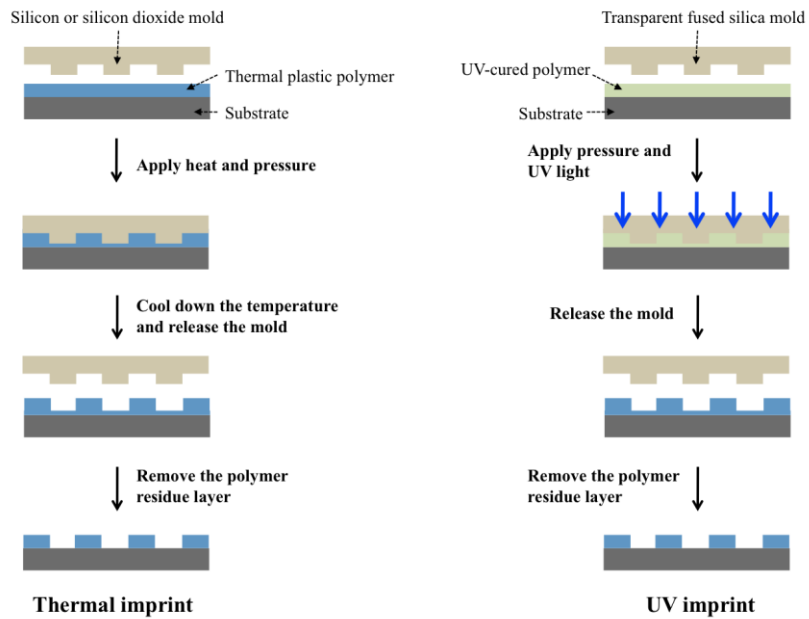 Silicon or silicon dioxide mold
Thermal plastic polymer
Substrate
Apply heat and pressure
Cool down the temperature
and release the mold
Remove the polymer
residue layer
Thermal imprint
Transparent fused silica mold
UV-cured polymer
Substrate
Apply pressure and
UV light
Release the mold
Remove the polymer
residue layer
UV imprint